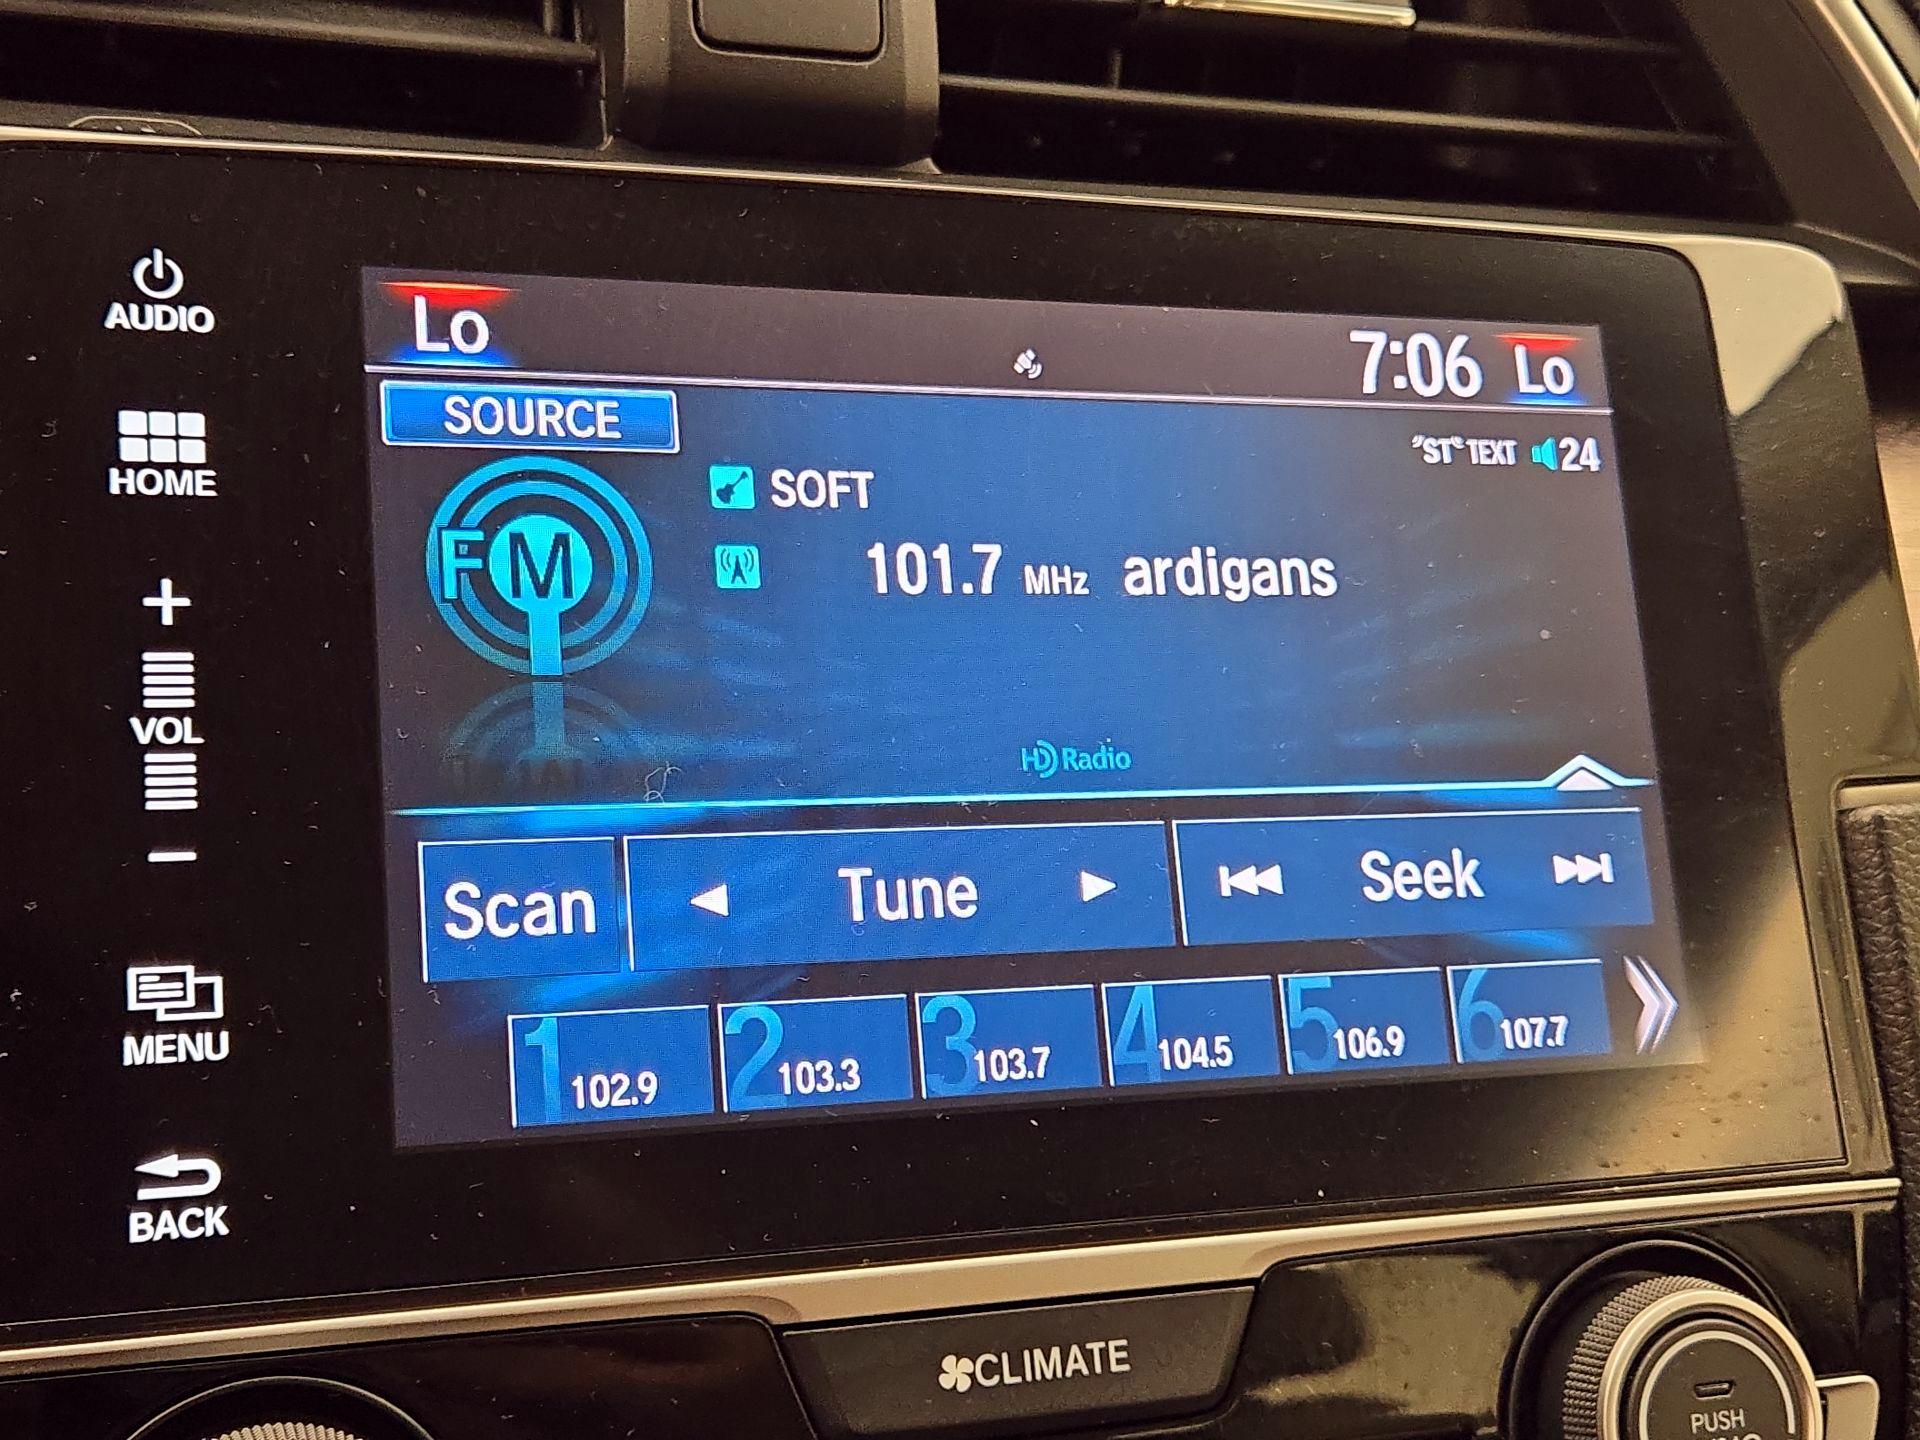 AUDIO
HOME
+
VOL
−
MENU
BACK
Lo
7:06 Lo
SOURCE
"ST" TEXT 24
FM
SOFT
101.7 MHz ardigans
HD Radio
Scan
Tune
Seek
1 102.9
2 103.3
3 103.7
4 104.5
5 106.9
6 107.7
CLIMATE
PUSH